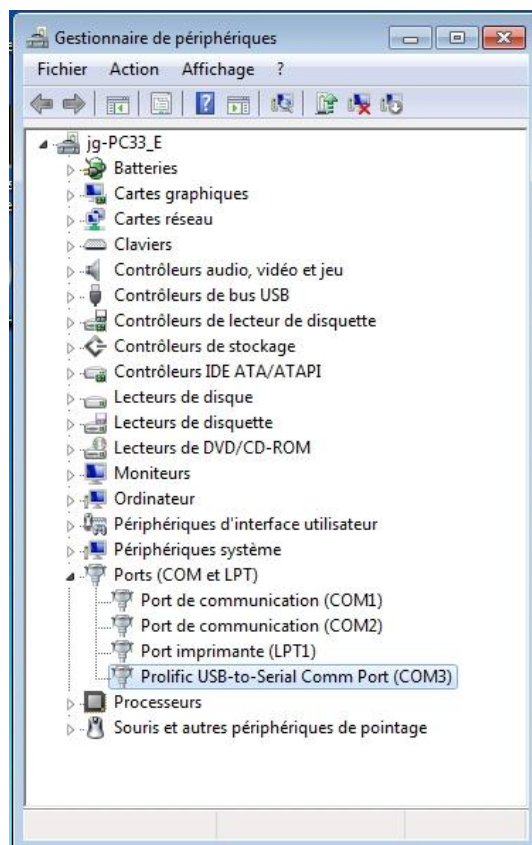 Gestionnaire de périphériques
Fichier Action Affichage ?
jg-PC33_E
Batteries
Cartes graphiques
Cartes réseau
Claviers
Contrôleurs audio, vidéo et jeu
Contrôleurs de bus USB
Contrôleurs de lecteur de disquette
Contrôleurs de stockage
Contrôleurs IDE ATA/ATAPI
Lecteurs de disque
Lecteurs de disquette
Lecteurs de DVD/CD-ROM
Moniteurs
Ordinateur
Périphériques d'interface utilisateur
Périphériques système
Ports (COM et LPT)
Port de communication (COM1)
Port de communication (COM2)
Port imprimante (LPT1)
Prolific USB-to-Serial Comm Port (COM3)
Processeurs
Souris et autres périphériques de pointage